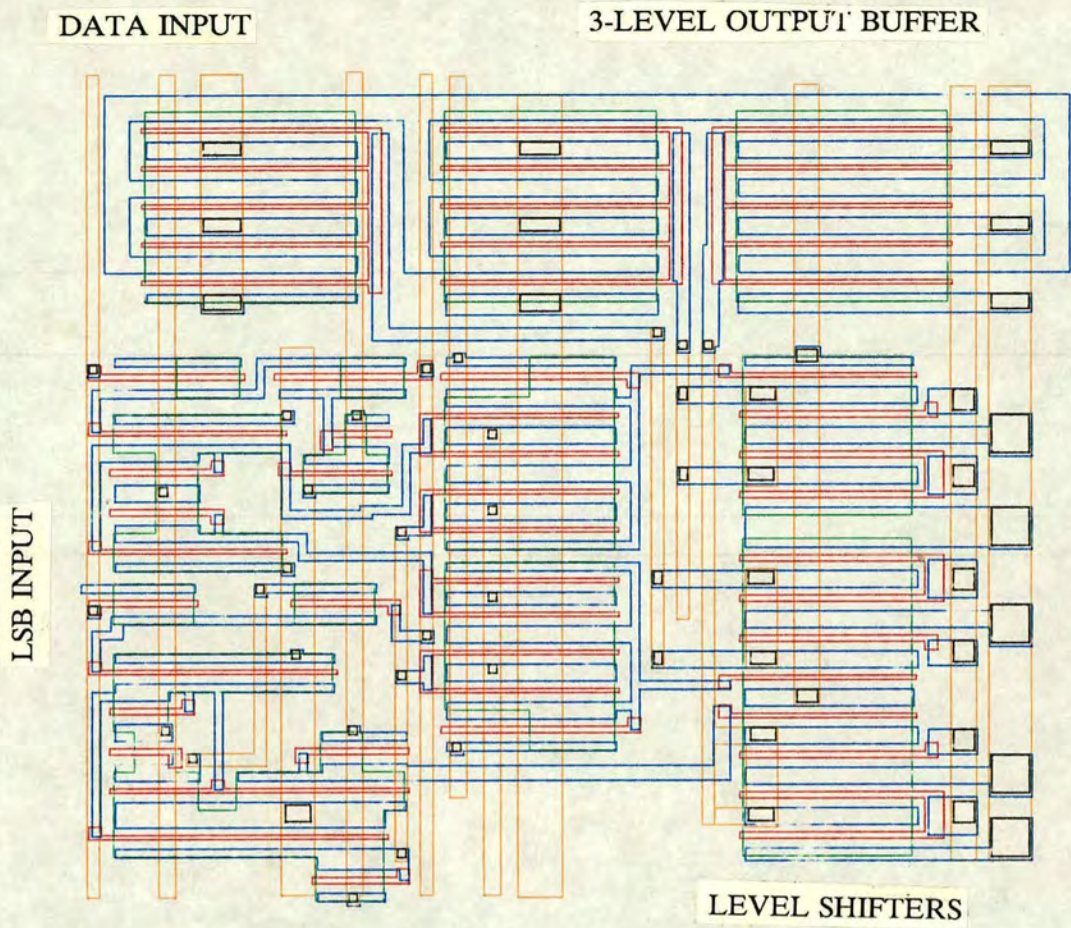 DATA INPUT
3-LEVEL OUTPUT BUFFER
LSB INPUT
LEVEL SHIFTERS